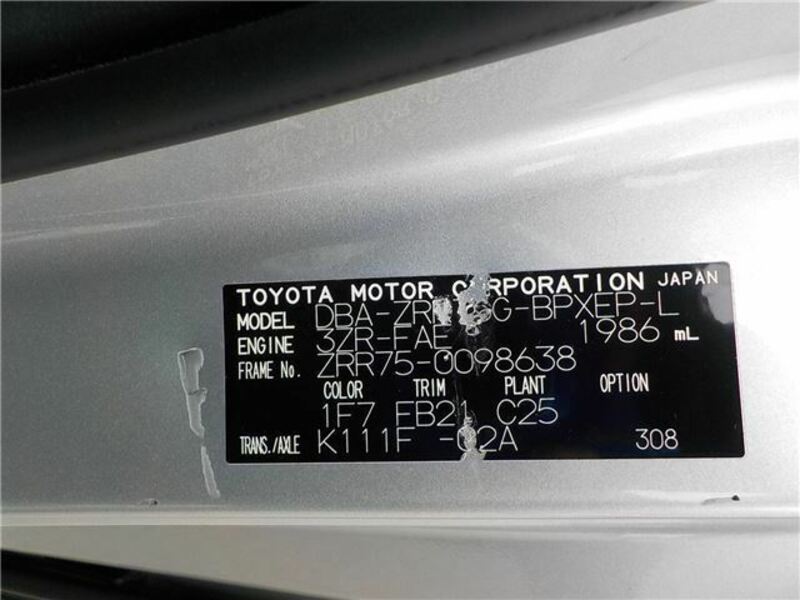 TOYOTA MOTOR CORPORATION JAPAN
MODEL
ENGINE 3ZR-FAE 1986 mL
FRAME No. ZRR75-0098638
COLOR TRIM PLANT OPTION
1F7 FB21 C25
TRANS./AXLE K111F -02A 308